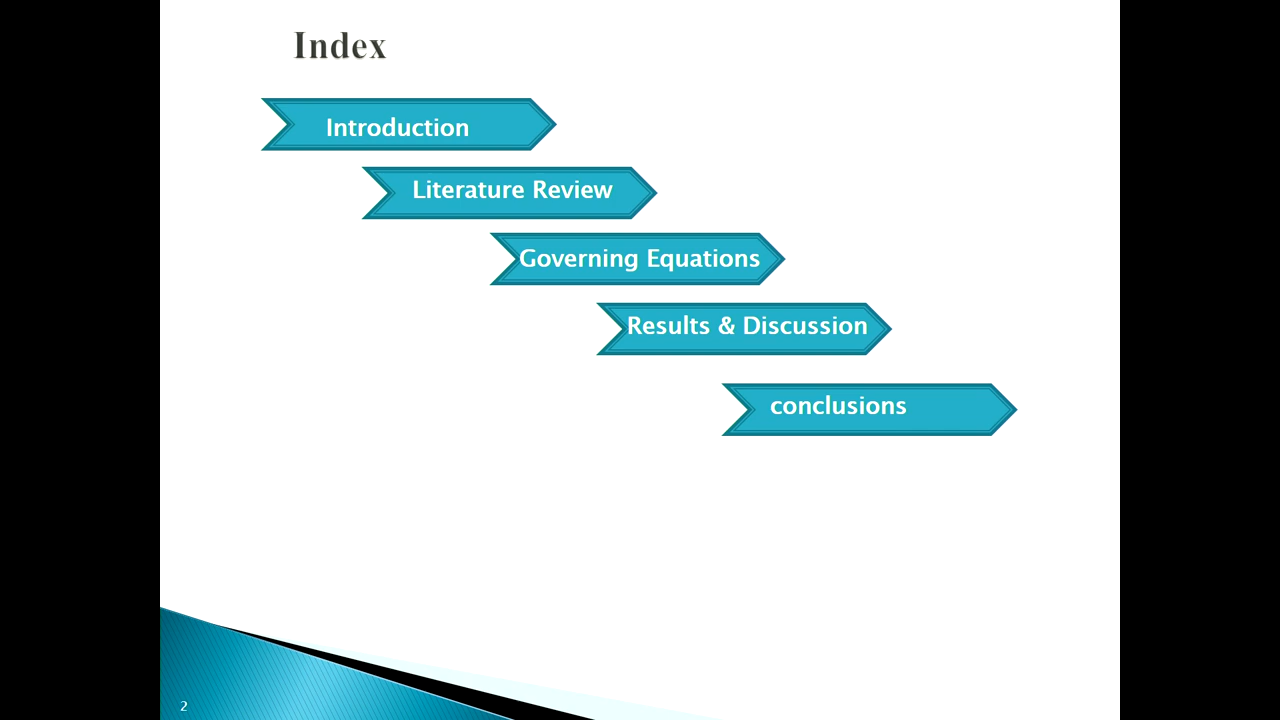 Index
Introduction
Literature Review
Governing Equations
Results & Discussion
conclusions
2